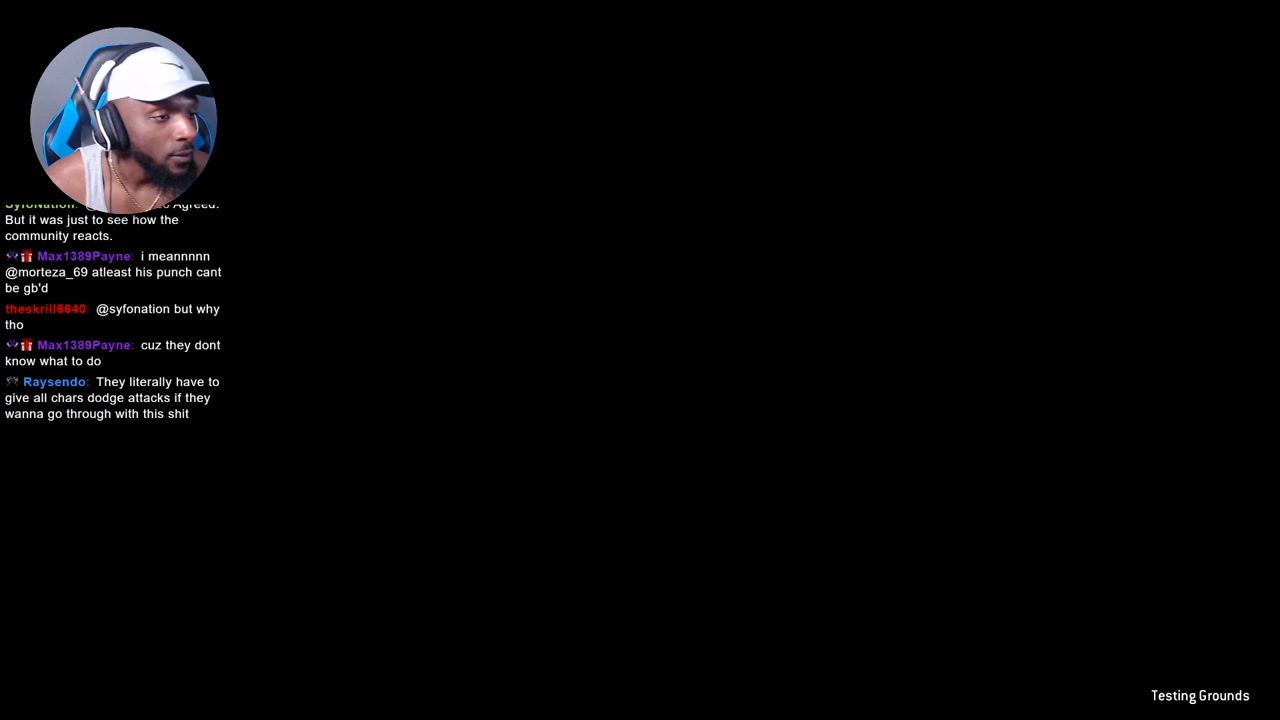 SyfoNation: Agreed.
But it was just to see how the
community reacts.
Max1389Payne: i meannnnn
@morteza_69 atleast his punch cant
be gb'd
theskrill6640: @syfonation but why
tho
Max1389Payne: cuz they dont
know what to do
Raysendo: They literally have to
give all chars dodge attacks if they
wanna go through with this shit
Testing Grounds